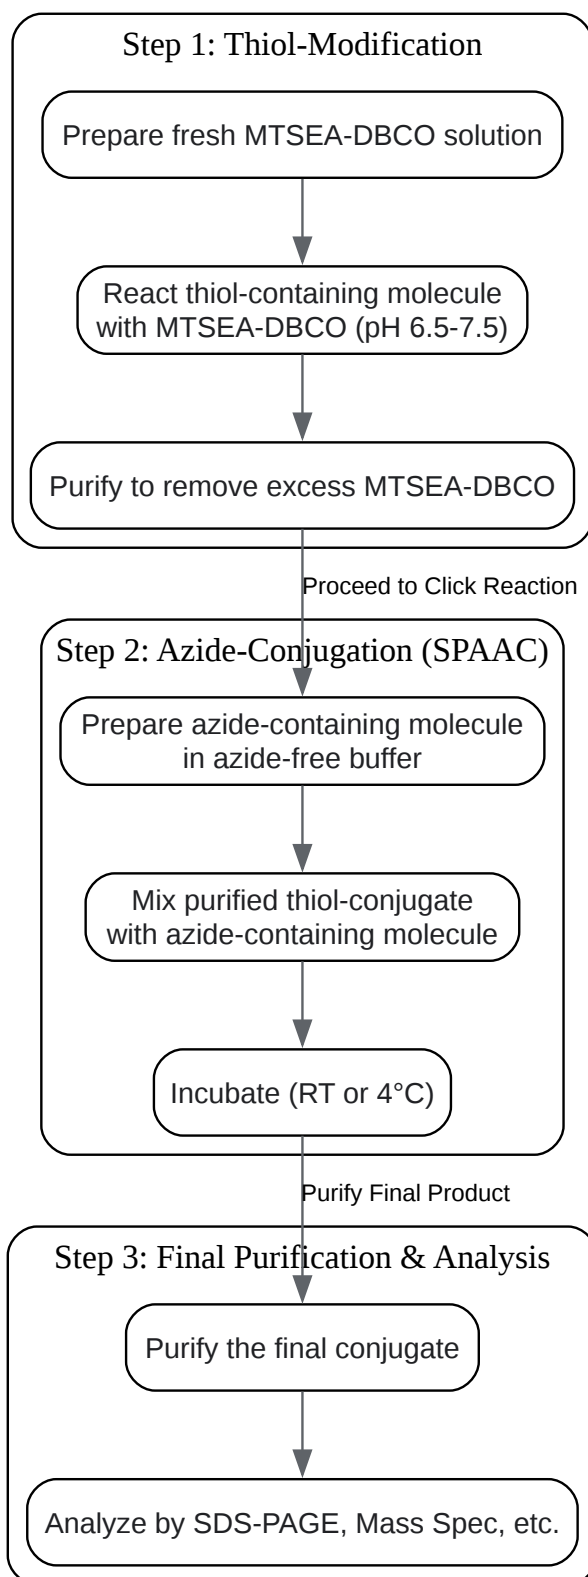 Step 1: Thiol-Modification
Prepare fresh MTSEA-DBCO solution
React thiol-containing molecule
with MTSEA-DBCO (pH 6.5-7.5)
Purify to remove excess MTSEA-DBCO
Proceed to Click Reaction
Step 2: Azide-Conjugation (SPAAC)
Prepare azide-containing molecule
in azide-free buffer
Mix purified thiol-conjugate
with azide-containing molecule
Incubate (RT or 4°C)
Purify Final Product
Step 3: Final Purification & Analysis
Purify the final conjugate
Analyze by SDS-PAGE, Mass Spec, etc.